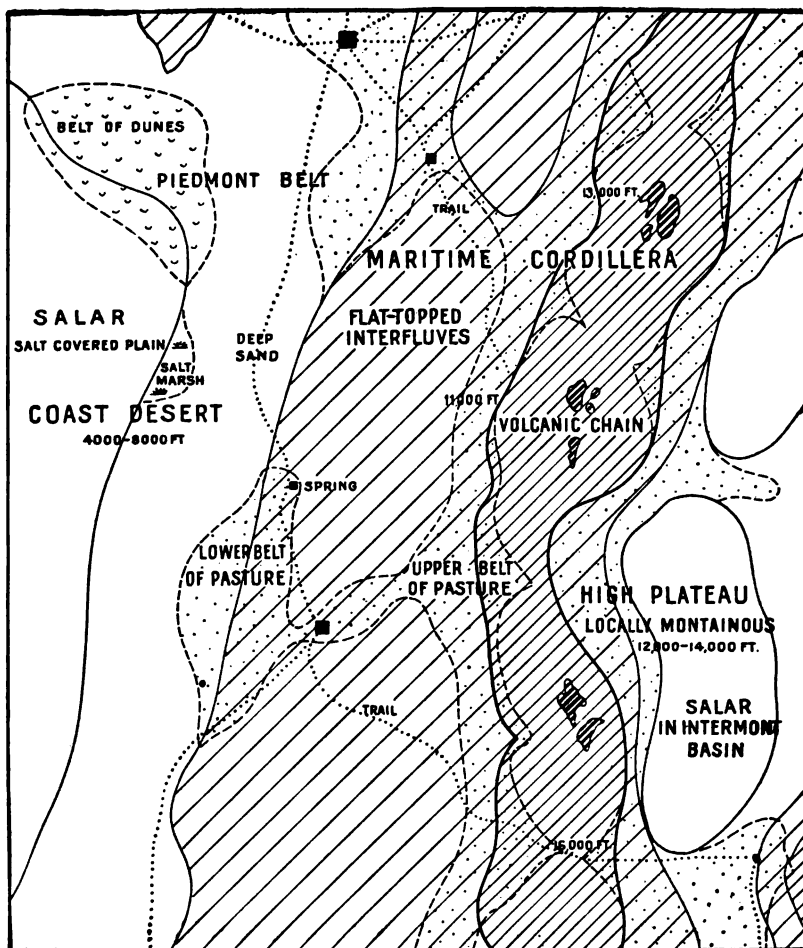 BELT OF DUNES
PIEDMONT BELT
TRAIL
13,000 FT.
MARITIME CORDILLERA
SALAR
SALT COVERED PLAIN
SALT
MARSH
COAST DESERT
4000-8000 FT
DEEP
SAND
FLAT-TOPPED
INTERFLUVES
11,000 FT.
VOLCANIC CHAIN
SPRING
LOWER BELT
OF PASTURE
UPPER BELT
OF PASTURE
HIGH PLATEAU
LOCALLY MONTAINOUS
12,000-14,000 FT.
TRAIL
SALAR
IN INTERMONT
BASIN
16,000 FT.